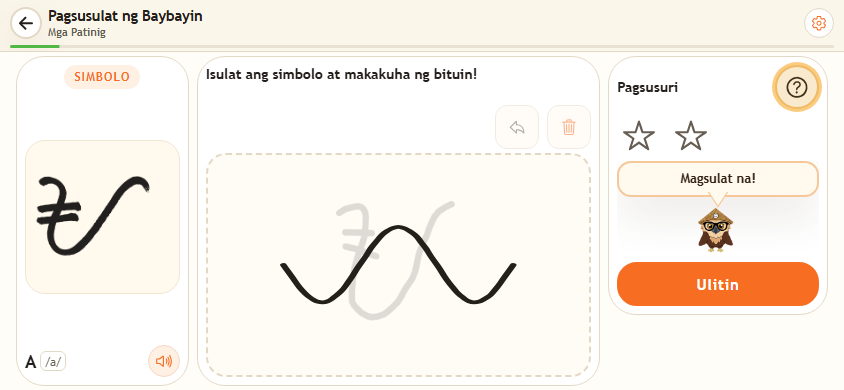 Pagsusulat ng Baybayin
Mga Patinig
SIMBOLO
ᜀ
A /a/
Isulat ang simbolo at makakuha ng bituin!
ᜀ
Pagsusuri
?
Magsulat na!
Ulitin